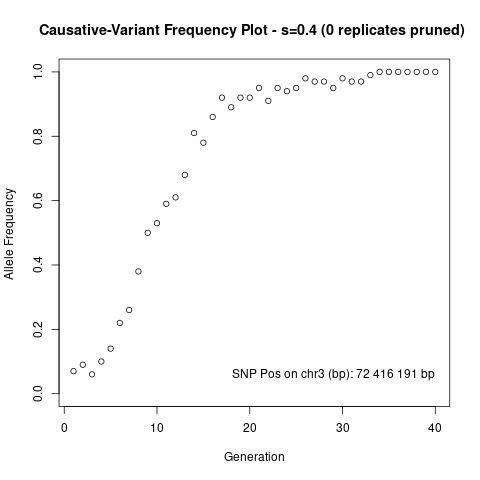 Causative-Variant Frequency Plot - s=0.4 (0 replicates pruned)
1.0
0.8
0.6
0.4
0.2
0.0
Allele Frequency
SNP Pos on chr3 (bp): 72 416 191 bp
0 10 20 30 40
Generation